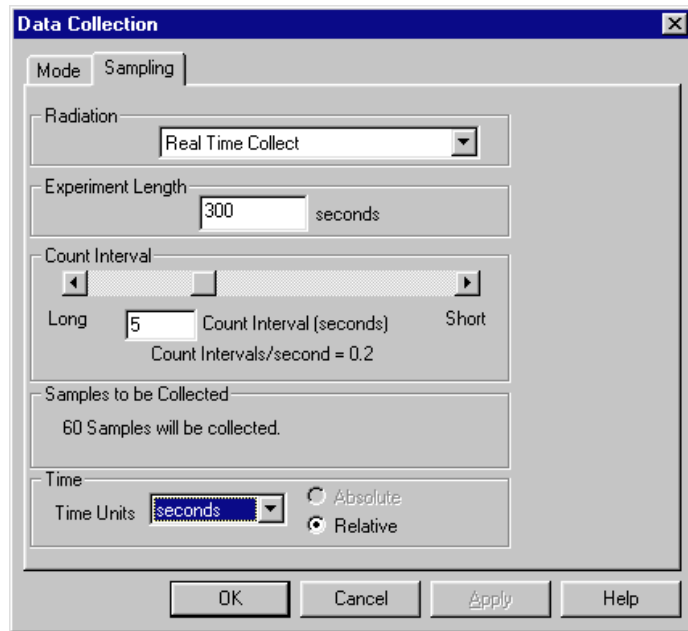 Data Collection
Mode Sampling
Radiation
Real Time Collect
Experiment Length
300 seconds
Count Interval
Long 5 Count Interval (seconds) Short
Count Intervals/second = 0.2
Samples to be Collected
60 Samples will be collected.
Time
Time Units seconds Absolute
Relative
OK Cancel Apply Help